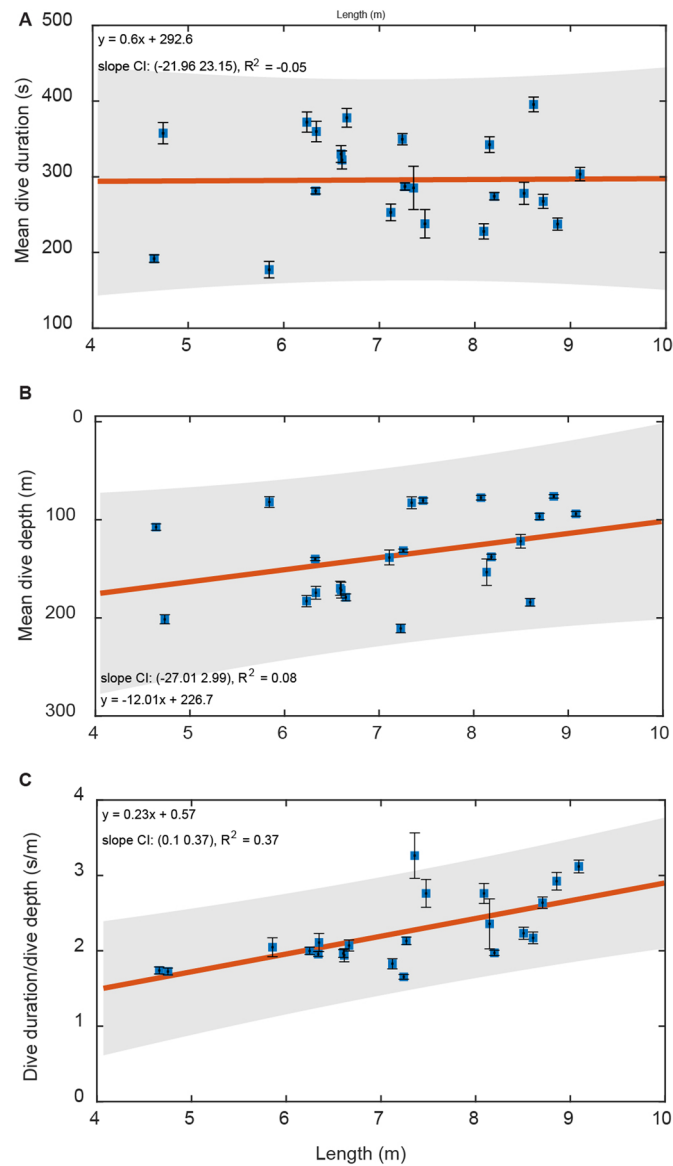 A
Length (m)
500
y = 0.6x + 292.6
slope CI: (-21.96 23.15), R² = -0.05
400
300
200
100
Mean dive duration (s)
4 5 6 7 8 9 10
B
0
100
200
300
Mean dive depth (m)
slope CI: (-27.01 2.99), R² = 0.08
y = -12.01x + 226.7
4 5 6 7 8 9 10
C
4
y = 0.23x + 0.57
slope CI: (0.1 0.37), R² = 0.37
3
2
1
0
Dive duration/dive depth (s/m)
4 5 6 7 8 9 10
Length (m)